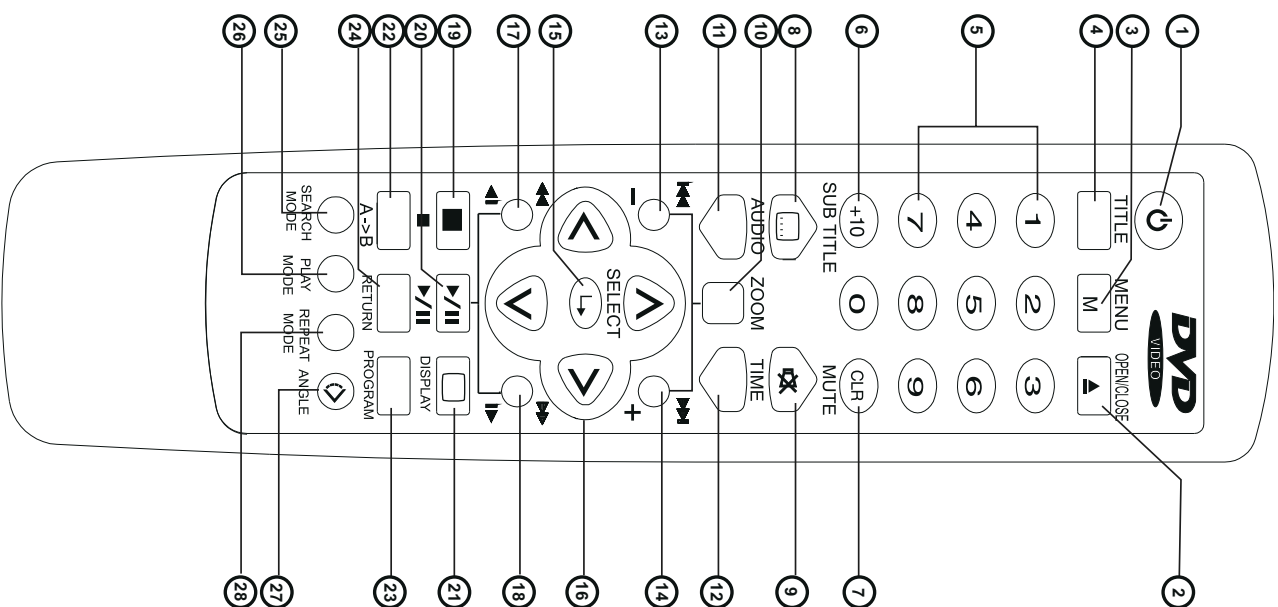 DVD
VIDEO
1
2
3
TITLE MENU OPEN/CLOSE
M
4
1 2 3
4 5 6
5
7 8 9
6 +10 0 CLR 7
SUB TITLE MUTE
8 9
10
AUDIO ZOOM TIME
11 12
13 - + 14
SELECT
15 16
17 18
19 20 21
DISPLAY
22 23
A->B RETURN PROGRAM
24
25 27
26 28
SEARCH MODE
PLAY MODE
REPEAT MODE
ANGLE